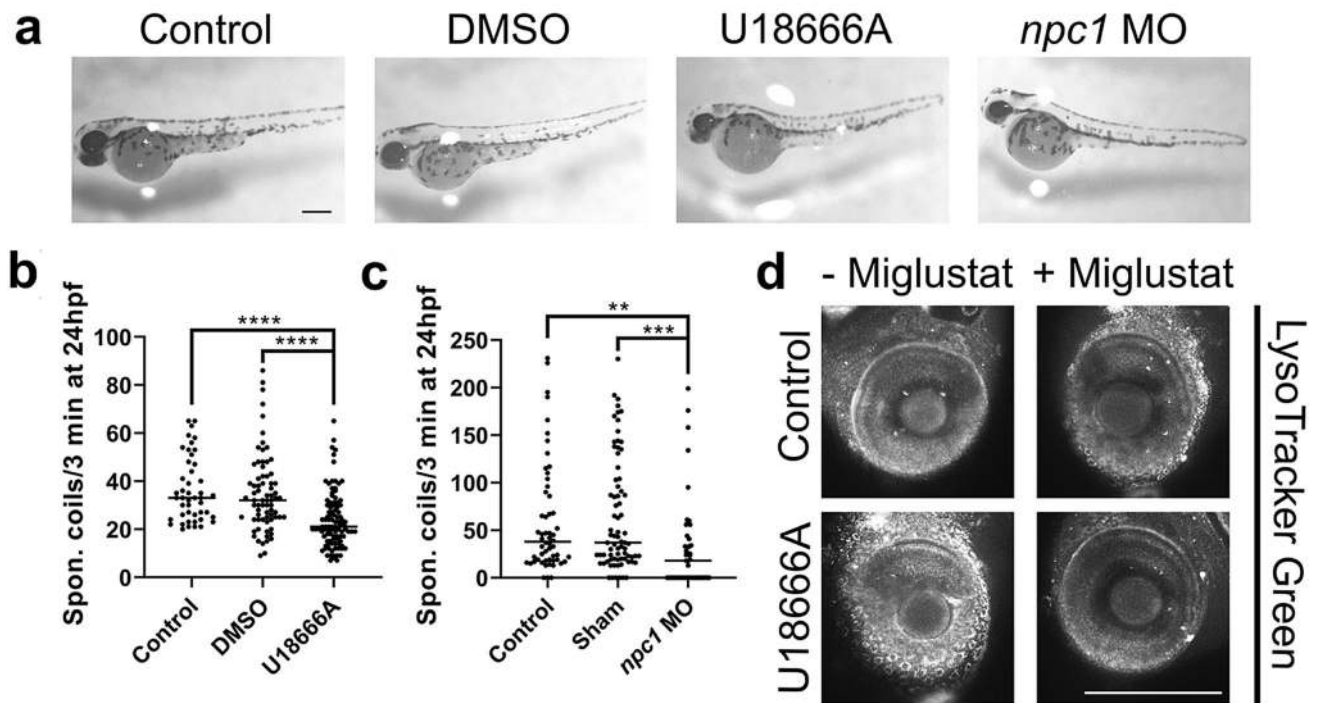 a
Control
DMSO
U18666A
npc1 MO
b
Spon. coils/3 min at 24hpf
100
80
60
40
20
0
****
****
Control
DMSO
U18666A
c
Spon. coils/3 min at 24hpf
250
200
150
100
50
0
**
***
Control
Sham
npc1 MO
d
- Miglustat + Miglustat
Control
U18666A
LysoTracker Green